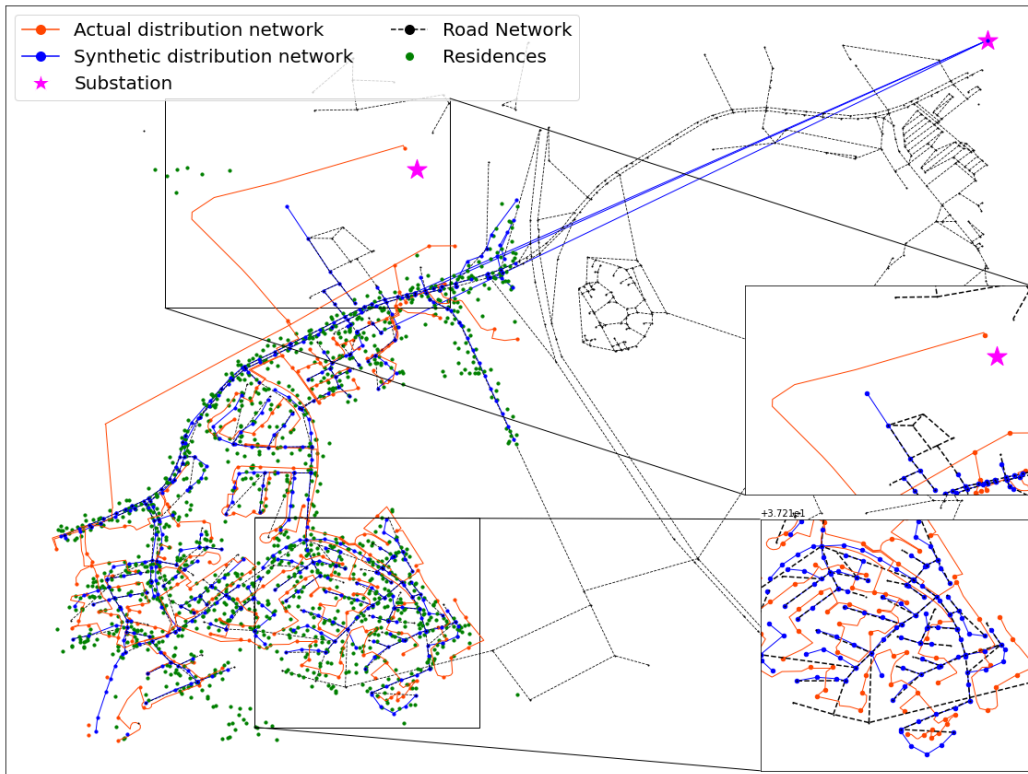 Actual distribution network
Synthetic distribution network
Substation
Road Network
Residences
+3.721e1